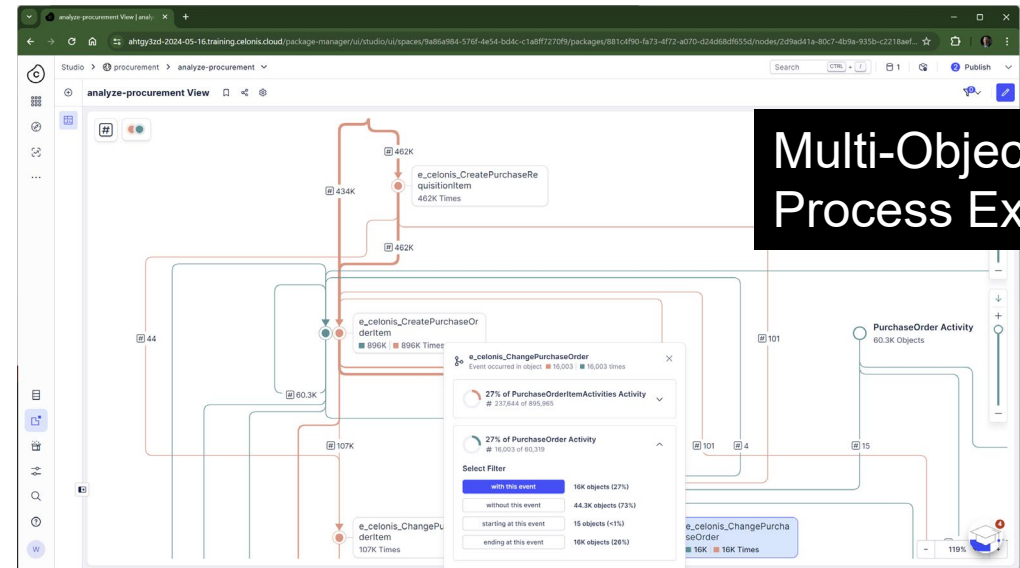 analyze-procurement View | analy
ahtgy3zd-2024-05-16.training.celonis.cloud/package-manager/ui/studio/ui/spaces/9a86a984-576f-4e54-bd4c-c1a8ff7270f9/packages/881c4f90-fa73-4f72-a070-d24d68df655d/nodes/2d9ad41a-80c7-4b9a-935b-c2218aef...
Studio > procurement > analyze-procurement
Search CTRL + /
1
2 Publish
analyze-procurement View
0
Multi-Objec
Process Ex
# 462K
e_celonis_CreatePurchaseRe
quisitionItem
462K Times
# 434K
# 462K
e_celonis_CreatePurchaseOr
derItem
896K 896K Times
PurchaseOrder Activity
60.3K Objects
# 44
# 101
e_celonis_ChangePurchaseOrder
Event occurred in object 16,003 16,003 times
27% of PurchaseOrderItemActivities Activity
# 237,644 of 895,965
# 60.3K
27% of PurchaseOrder Activity
# 16,003 of 60,319
# 107K
# 101
# 4
# 15
Select Filter
with this event 16K objects (27%)
without this event 44.3K objects (73%)
starting at this event 15 objects (<1%)
ending at this event 16K objects (26%)
e_celonis_ChangePu
derItem
107K Times
e_celonis_ChangePurcha
seOrder
16K 16K Times
4
- 119% +
W